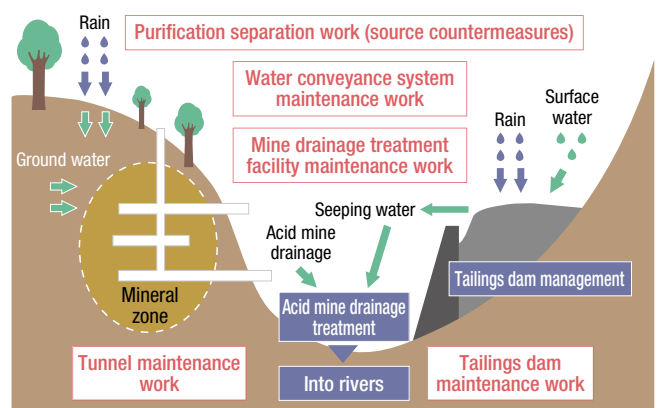 Rain
Purification separation work (source countermeasures)
Water conveyance system
maintenance work
Mine drainage treatment
facility maintenance work
Rain
Surface
water
Ground water
Seeping water
Acid mine
drainage
Mineral
zone
Acid mine drainage
treatment
Tailings dam management
Tunnel maintenance
work
Into rivers
Tailings dam
maintenance work